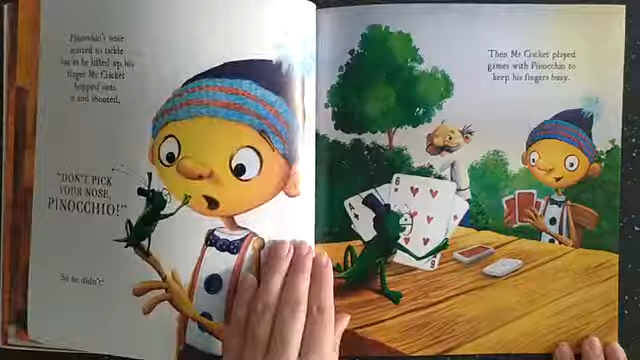 Pinocchio's nose
started to tickle
but as he lifted up his
finger Mr Cricket
hopped onto
it and shouted,
"DON'T PICK
YOUR NOSE,
PINOCCHIO!"
So he didn't!
Then Mr Cricket played
games with Pinocchio to
keep his fingers busy.
A
8
6